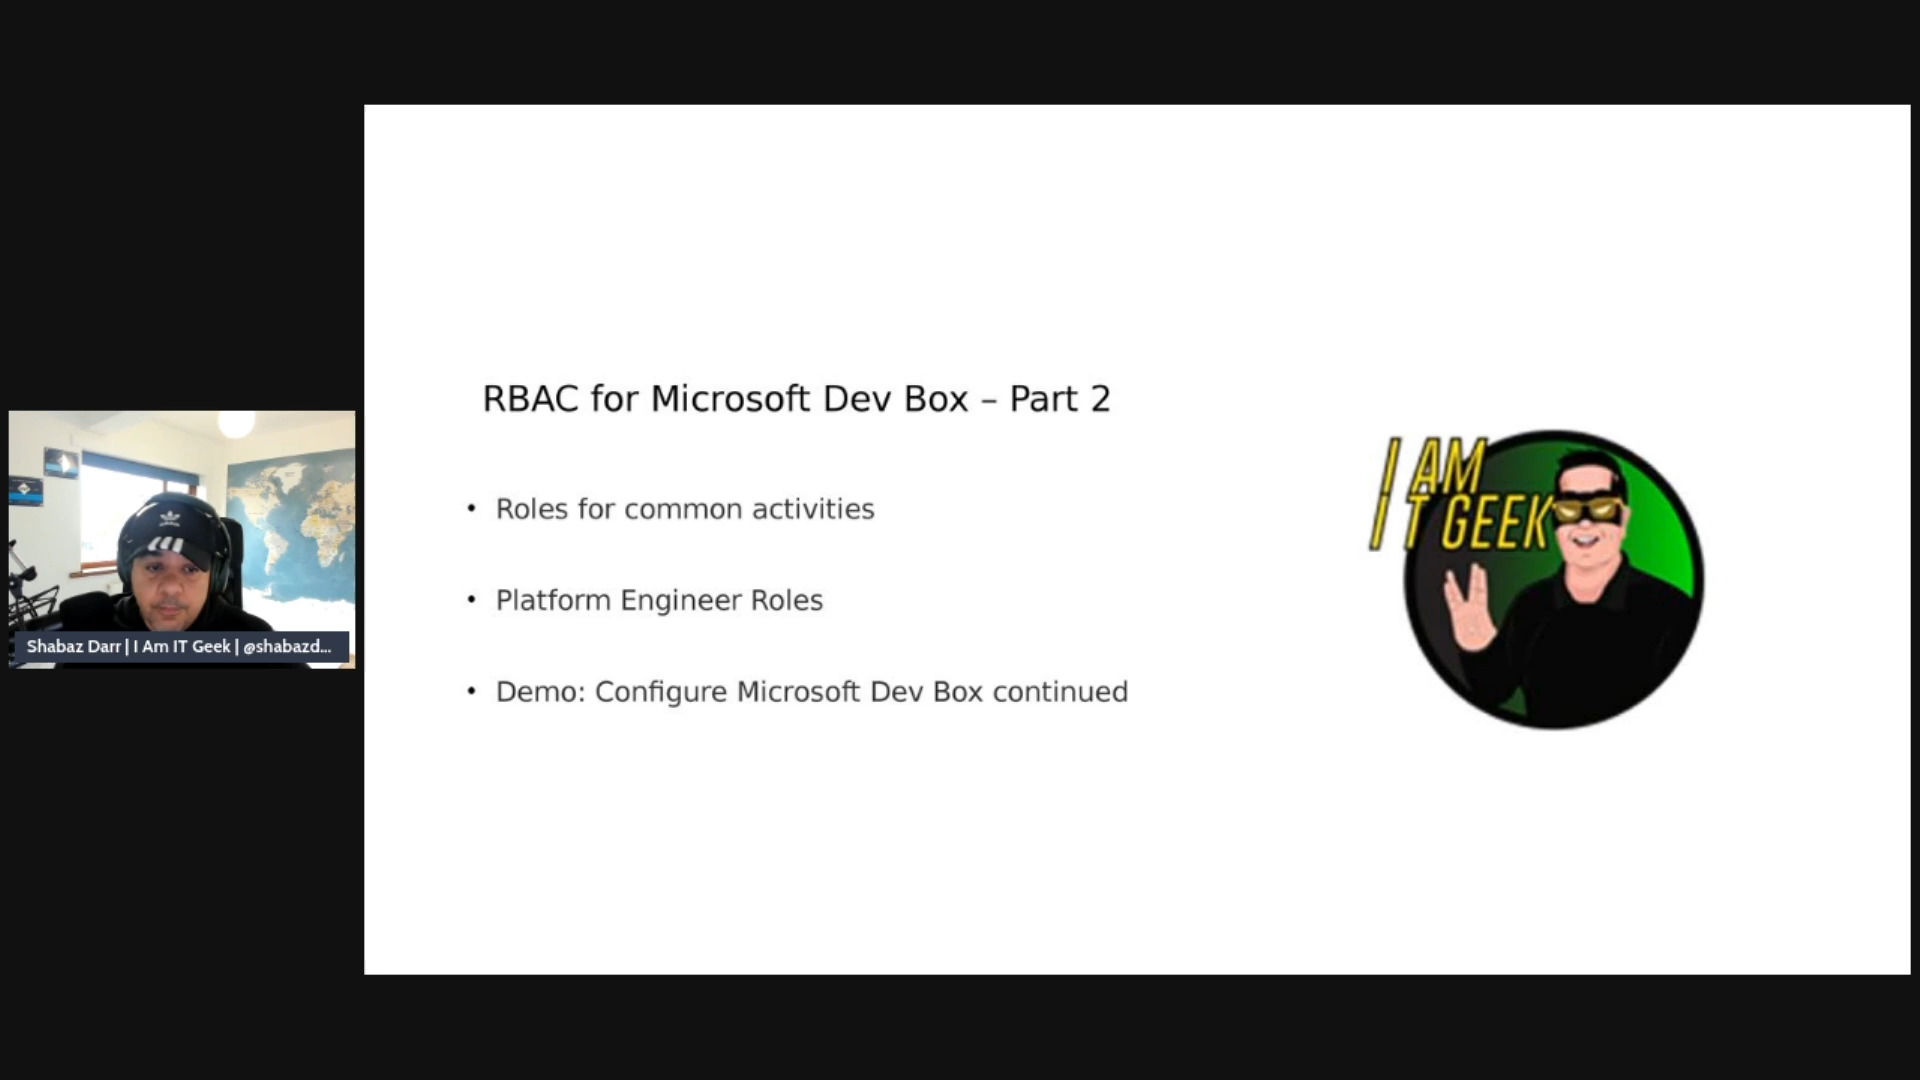 RBAC for Microsoft Dev Box – Part 2
• Roles for common activities
• Platform Engineer Roles
• Demo: Configure Microsoft Dev Box continued
I AM
IT GEEK
Shabaz Darr | I Am IT Geek | @shabazd...